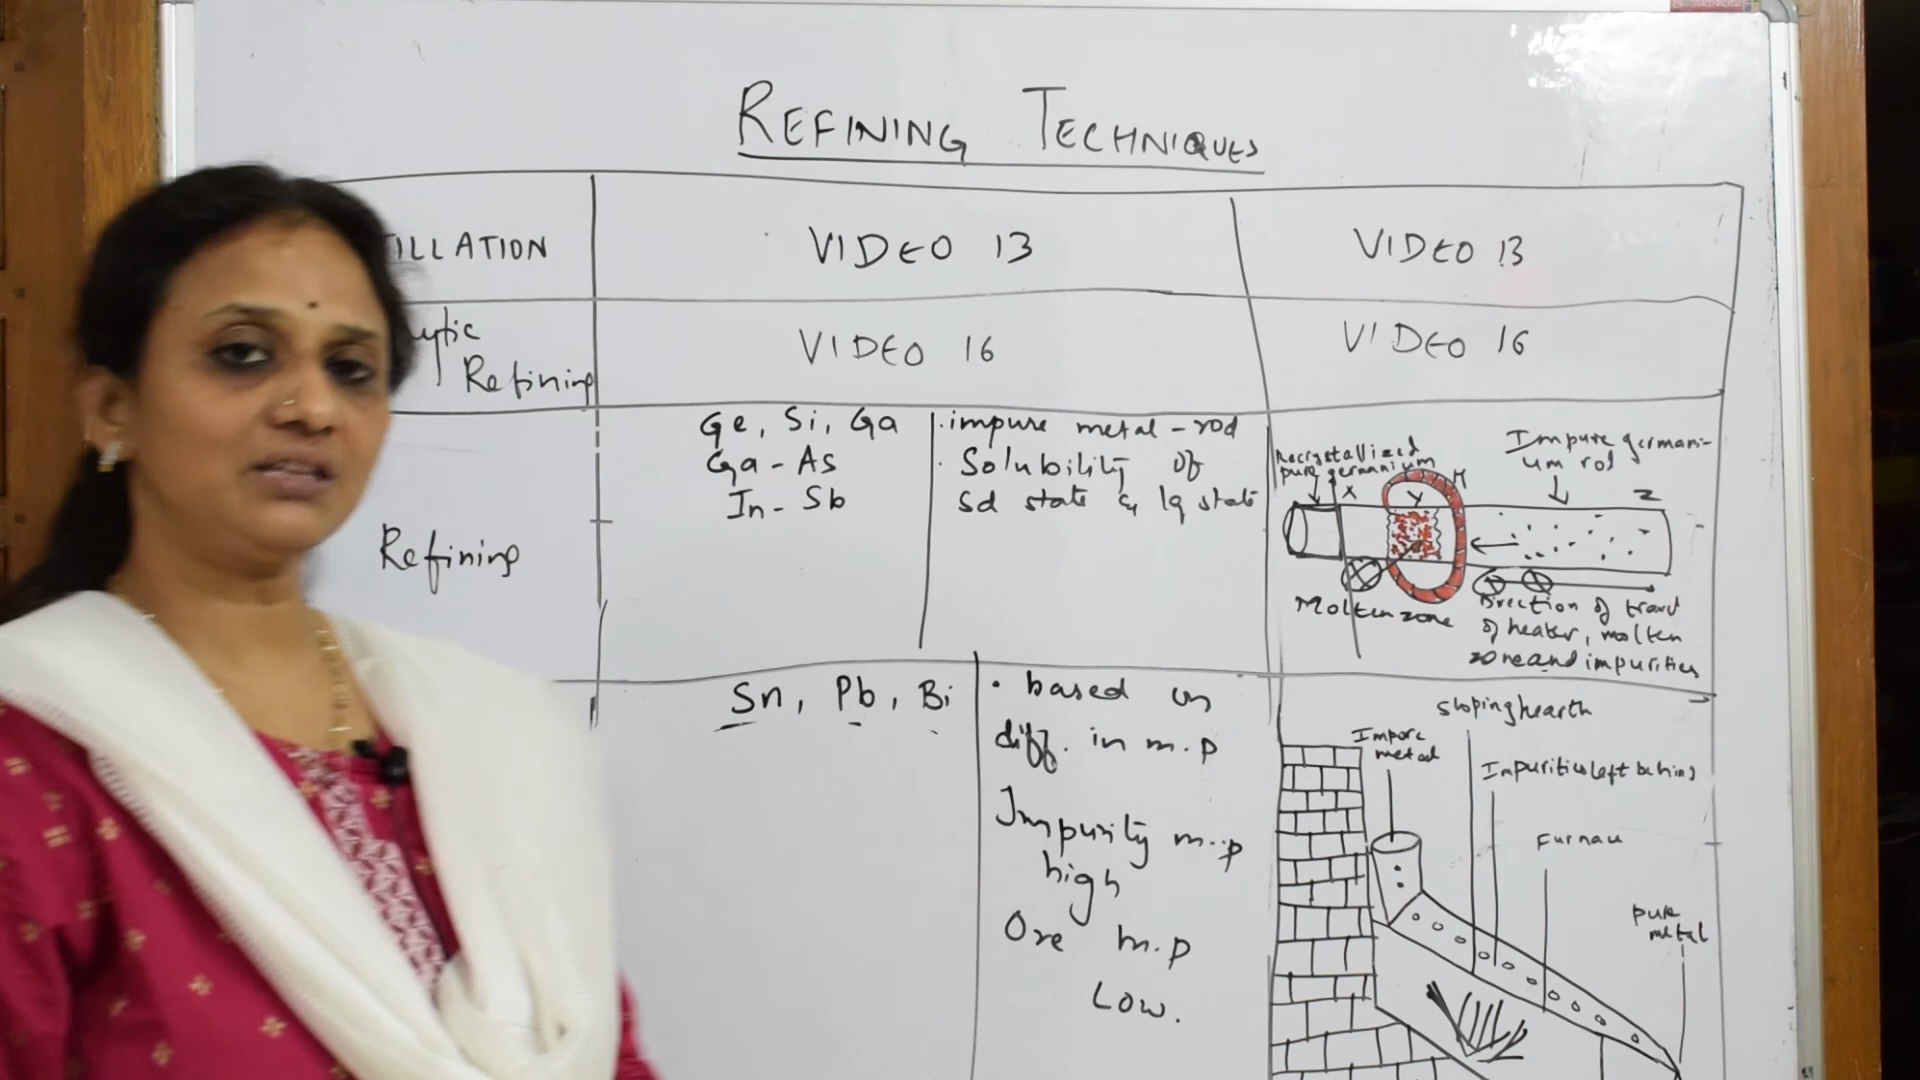 REFINING TECHNIQUES
TILLATION
VIDEO 13
VIDEO 13
ytic
Refining
VIDEO 16
VIDEO 16
Refining
Ge, Si, Ga
Ga - As
In - Sb
. impure metal - rod
. Solubility of
Sd state & lq state
Recrystallized
pure germanium
X
Y
H
Impure germani-
um rod
Z
Molten zone
Direction of travel
of heater, molten
zone and impurities
Sn, Pb, Bi
. based on
diff. in m.p
Impurity m.p
high
Ore m.p
Low.
sloping hearth
Impure
metal
Impurities left behind
Furnace
pure
metal